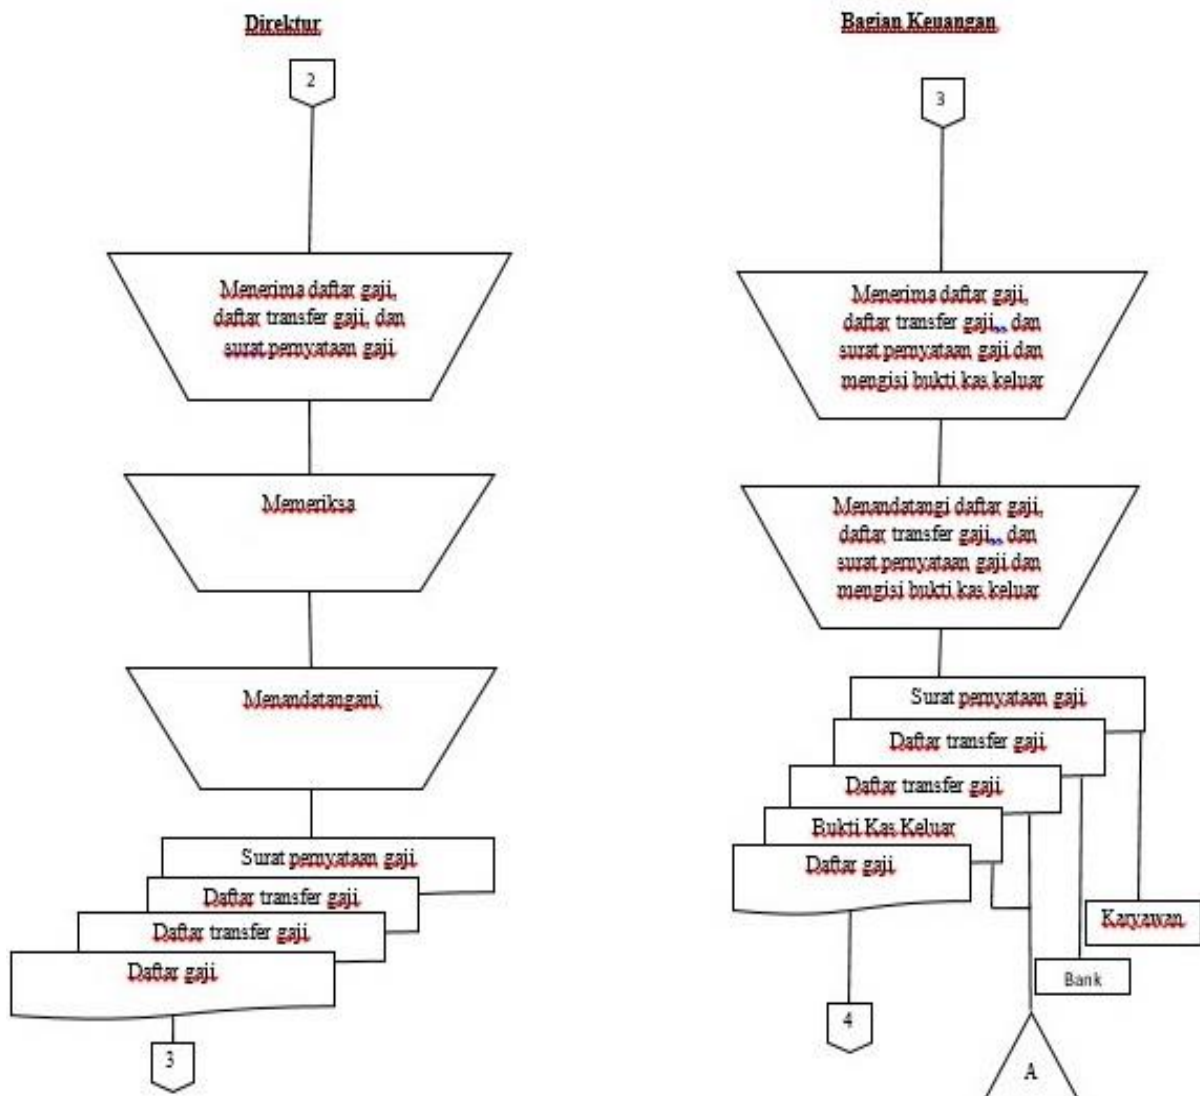 Direktur
2
Menerima daftar gaji,
daftar transfer gaji, dan
surat pernyataan gaji
Memeriksa
Menandatangani
Surat pernyataan gaji
Daftar transfer gaji
Daftar transfer gaji
Daftar gaji
3
Bagian Keuangan
3
Menerima daftar gaji,
daftar transfer gaji,, dan
surat pernyataan gaji dan
mengisi bukti kas keluar
Menandatangi daftar gaji,
daftar transfer gaji,, dan
surat pernyataan gaji dan
mengisi bukti kas keluar
Surat pernyataan gaji
Daftar transfer gaji
Daftar transfer gaji
Bukti Kas Keluar
Daftar gaji
Karyawan
Bank
4
A